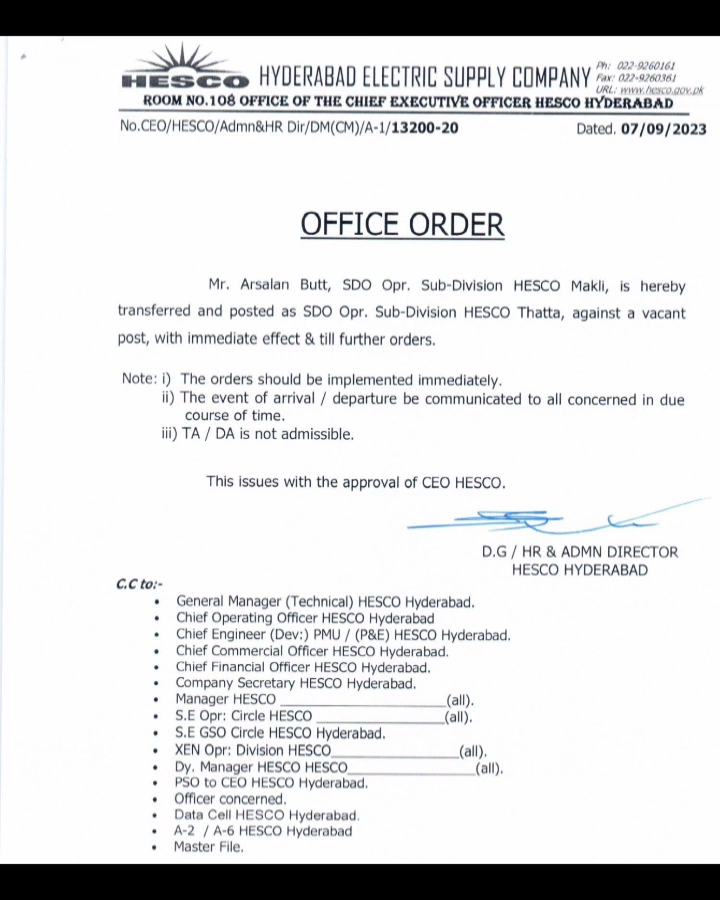 HESCO HYDERABAD ELECTRIC SUPPLY COMPANY
Ph: 022-9260161
Fax: 022-9260361
URL: www.hesco.gov.pk
ROOM NO.108 OFFICE OF THE CHIEF EXECUTIVE OFFICER HESCO HYDERABAD
No.CEO/HESCO/Admn&HR Dir/DM(CM)/A-1/13200-20 Dated. 07/09/2023
OFFICE ORDER
Mr. Arsalan Butt, SDO Opr. Sub-Division HESCO Makli, is hereby
transferred and posted as SDO Opr. Sub-Division HESCO Thatta, against a vacant
post, with immediate effect & till further orders.
Note: i) The orders should be implemented immediately.
ii) The event of arrival / departure be communicated to all concerned in due
course of time.
iii) TA / DA is not admissible.
This issues with the approval of CEO HESCO.
D.G / HR & ADMN DIRECTOR
HESCO HYDERABAD
C.C to:-
• General Manager (Technical) HESCO Hyderabad.
• Chief Operating Officer HESCO Hyderabad
• Chief Engineer (Dev:) PMU / (P&E) HESCO Hyderabad.
• Chief Commercial Officer HESCO Hyderabad.
• Chief Financial Officer HESCO Hyderabad.
• Company Secretary HESCO Hyderabad.
• Manager HESCO ____________________(all).
• S.E Opr: Circle HESCO ________________(all).
• S.E GSO Circle HESCO Hyderabad.
• XEN Opr: Division HESCO________________(all).
• Dy. Manager HESCO HESCO________________(all).
• PSO to CEO HESCO Hyderabad.
• Officer concerned.
• Data Cell HESCO Hyderabad.
• A-2 / A-6 HESCO Hyderabad
• Master File.